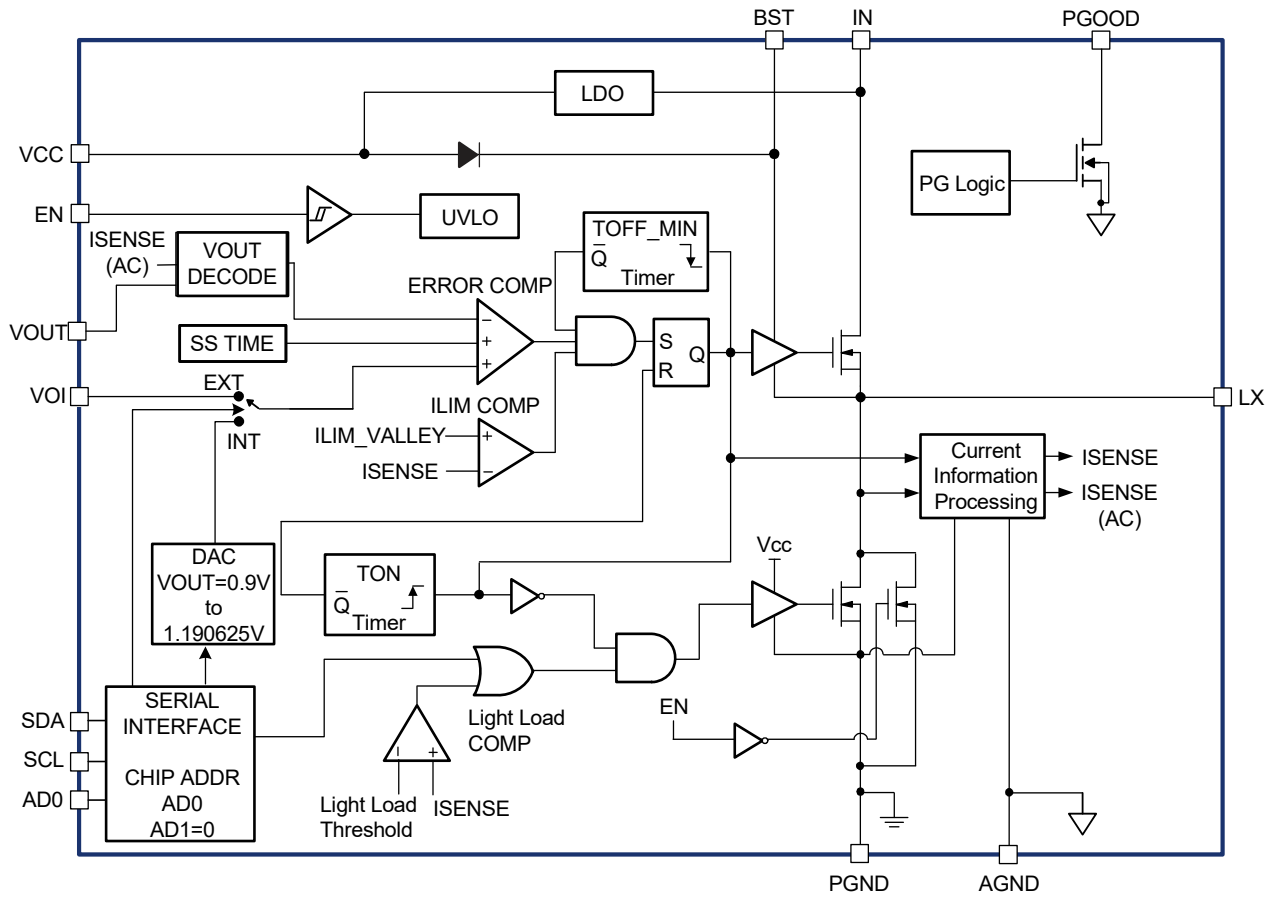 BST
IN
PGOOD
LDO
VCC
PG Logic
EN
UVLO
ISENSE
(AC)
VOUT
DECODE
TOFF_MIN
Q̅
Timer
ERROR COMP
VOUT
SS TIME
−
+
+
S
R
Q
VOI
EXT
INT
LX
ILIM COMP
ILIM_VALLEY
+
ISENSE
−
Current
Information
Processing
ISENSE
ISENSE
(AC)
DAC
VOUT=0.9V
to
1.190625V
TON
Q̅
Timer
Vcc
SDA
SCL
AD0
SERIAL
INTERFACE
CHIP ADDR
AD0
AD1=0
Light Load
COMP
−
+
Light Load
Threshold
ISENSE
EN
PGND
AGND